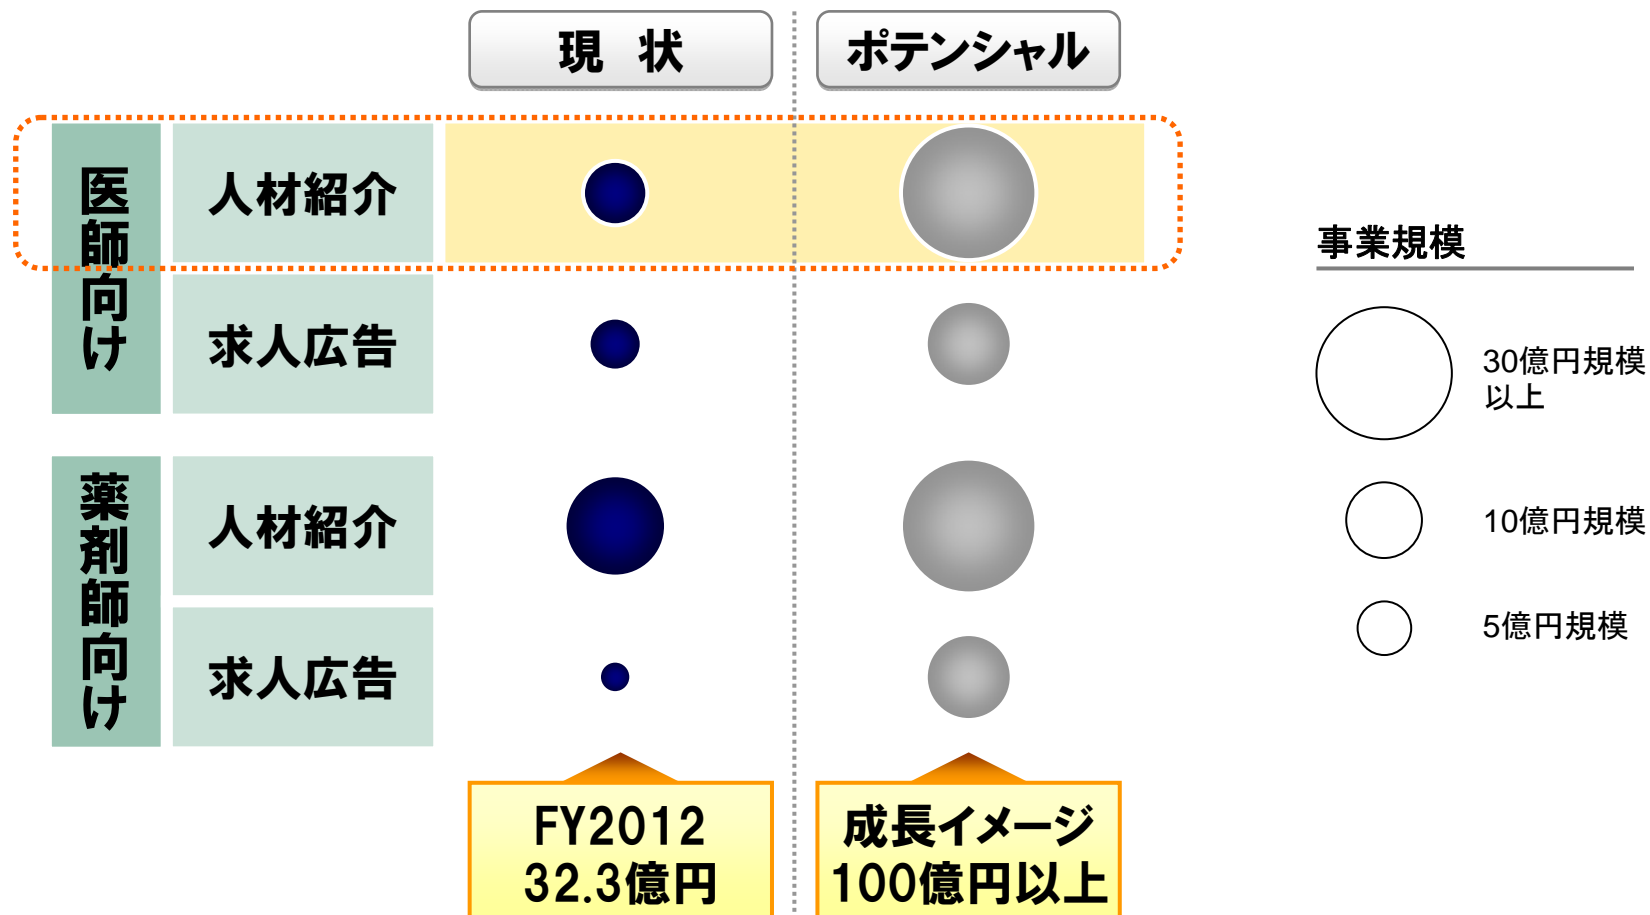 現 状
ポテンシャル
医師向け
人材紹介
求人広告
薬剤師向け
人材紹介
求人広告
FY2012
32.3億円
成長イメージ
100億円以上
事業規模
30億円規模
以上
10億円規模
5億円規模